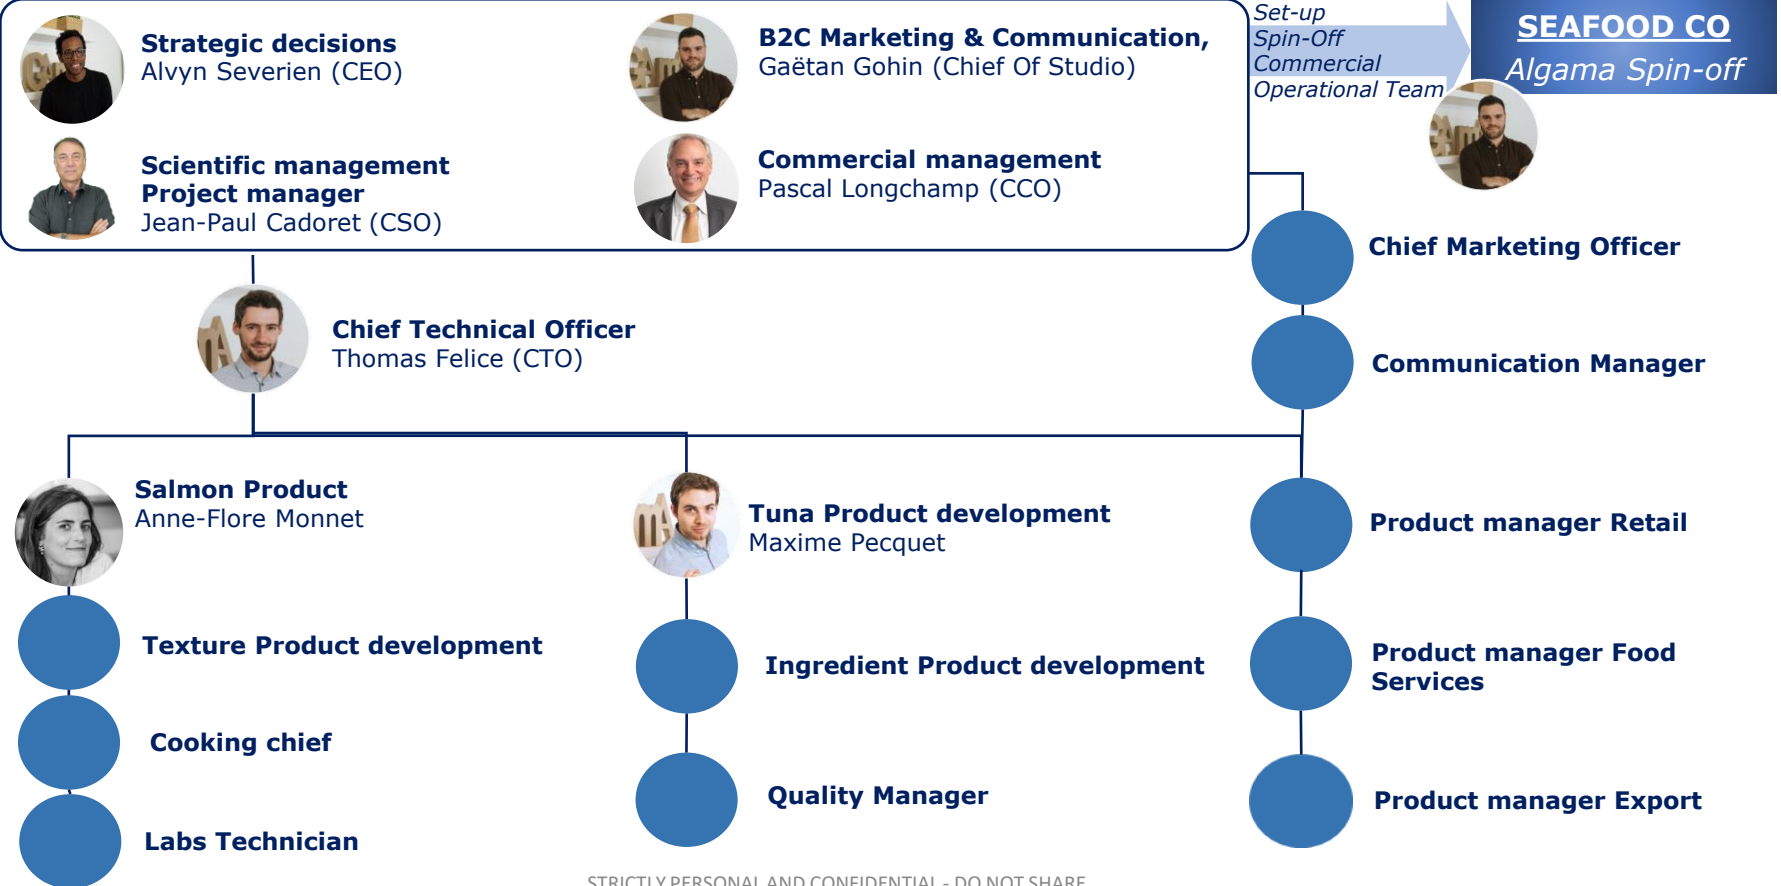 Strategic decisions
Alvyn Severien (CEO)
B2C Marketing & Communication,
Gaëtan Gohin (Chief Of Studio)
Set-up
Spin-Off
Commercial
Operational Team
SEAFOOD CO
Algama Spin-off
Scientific management
Project manager
Jean-Paul Cadoret (CSO)
Commercial management
Pascal Longchamp (CCO)
Chief Marketing Officer
Chief Technical Officer
Thomas Felice (CTO)
Communication Manager
Salmon Product
Anne-Flore Monnet
Tuna Product development
Maxime Pecquet
Product manager Retail
Texture Product development
Ingredient Product development
Product manager Food
Services
Cooking chief
Quality Manager
Product manager Export
Labs Technician
STRICTLY PERSONAL AND CONFIDENTIAL - DO NOT SHARE